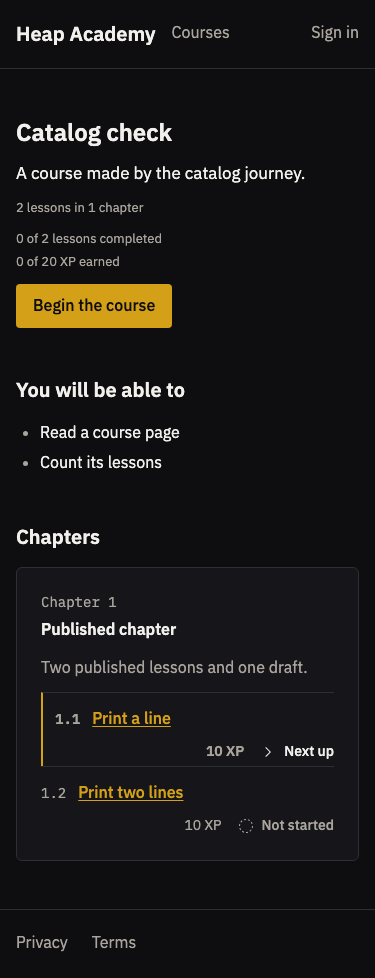 Heap Academy Courses Sign in
Catalog check
A course made by the catalog journey.
2 lessons in 1 chapter
0 of 2 lessons completed
0 of 20 XP earned
Begin the course
You will be able to
Read a course page
Count its lessons
Chapters
Chapter 1
Published chapter
Two published lessons and one draft.
1.1 Print a line
10 XP Next up
1.2 Print two lines
10 XP Not started
Privacy Terms